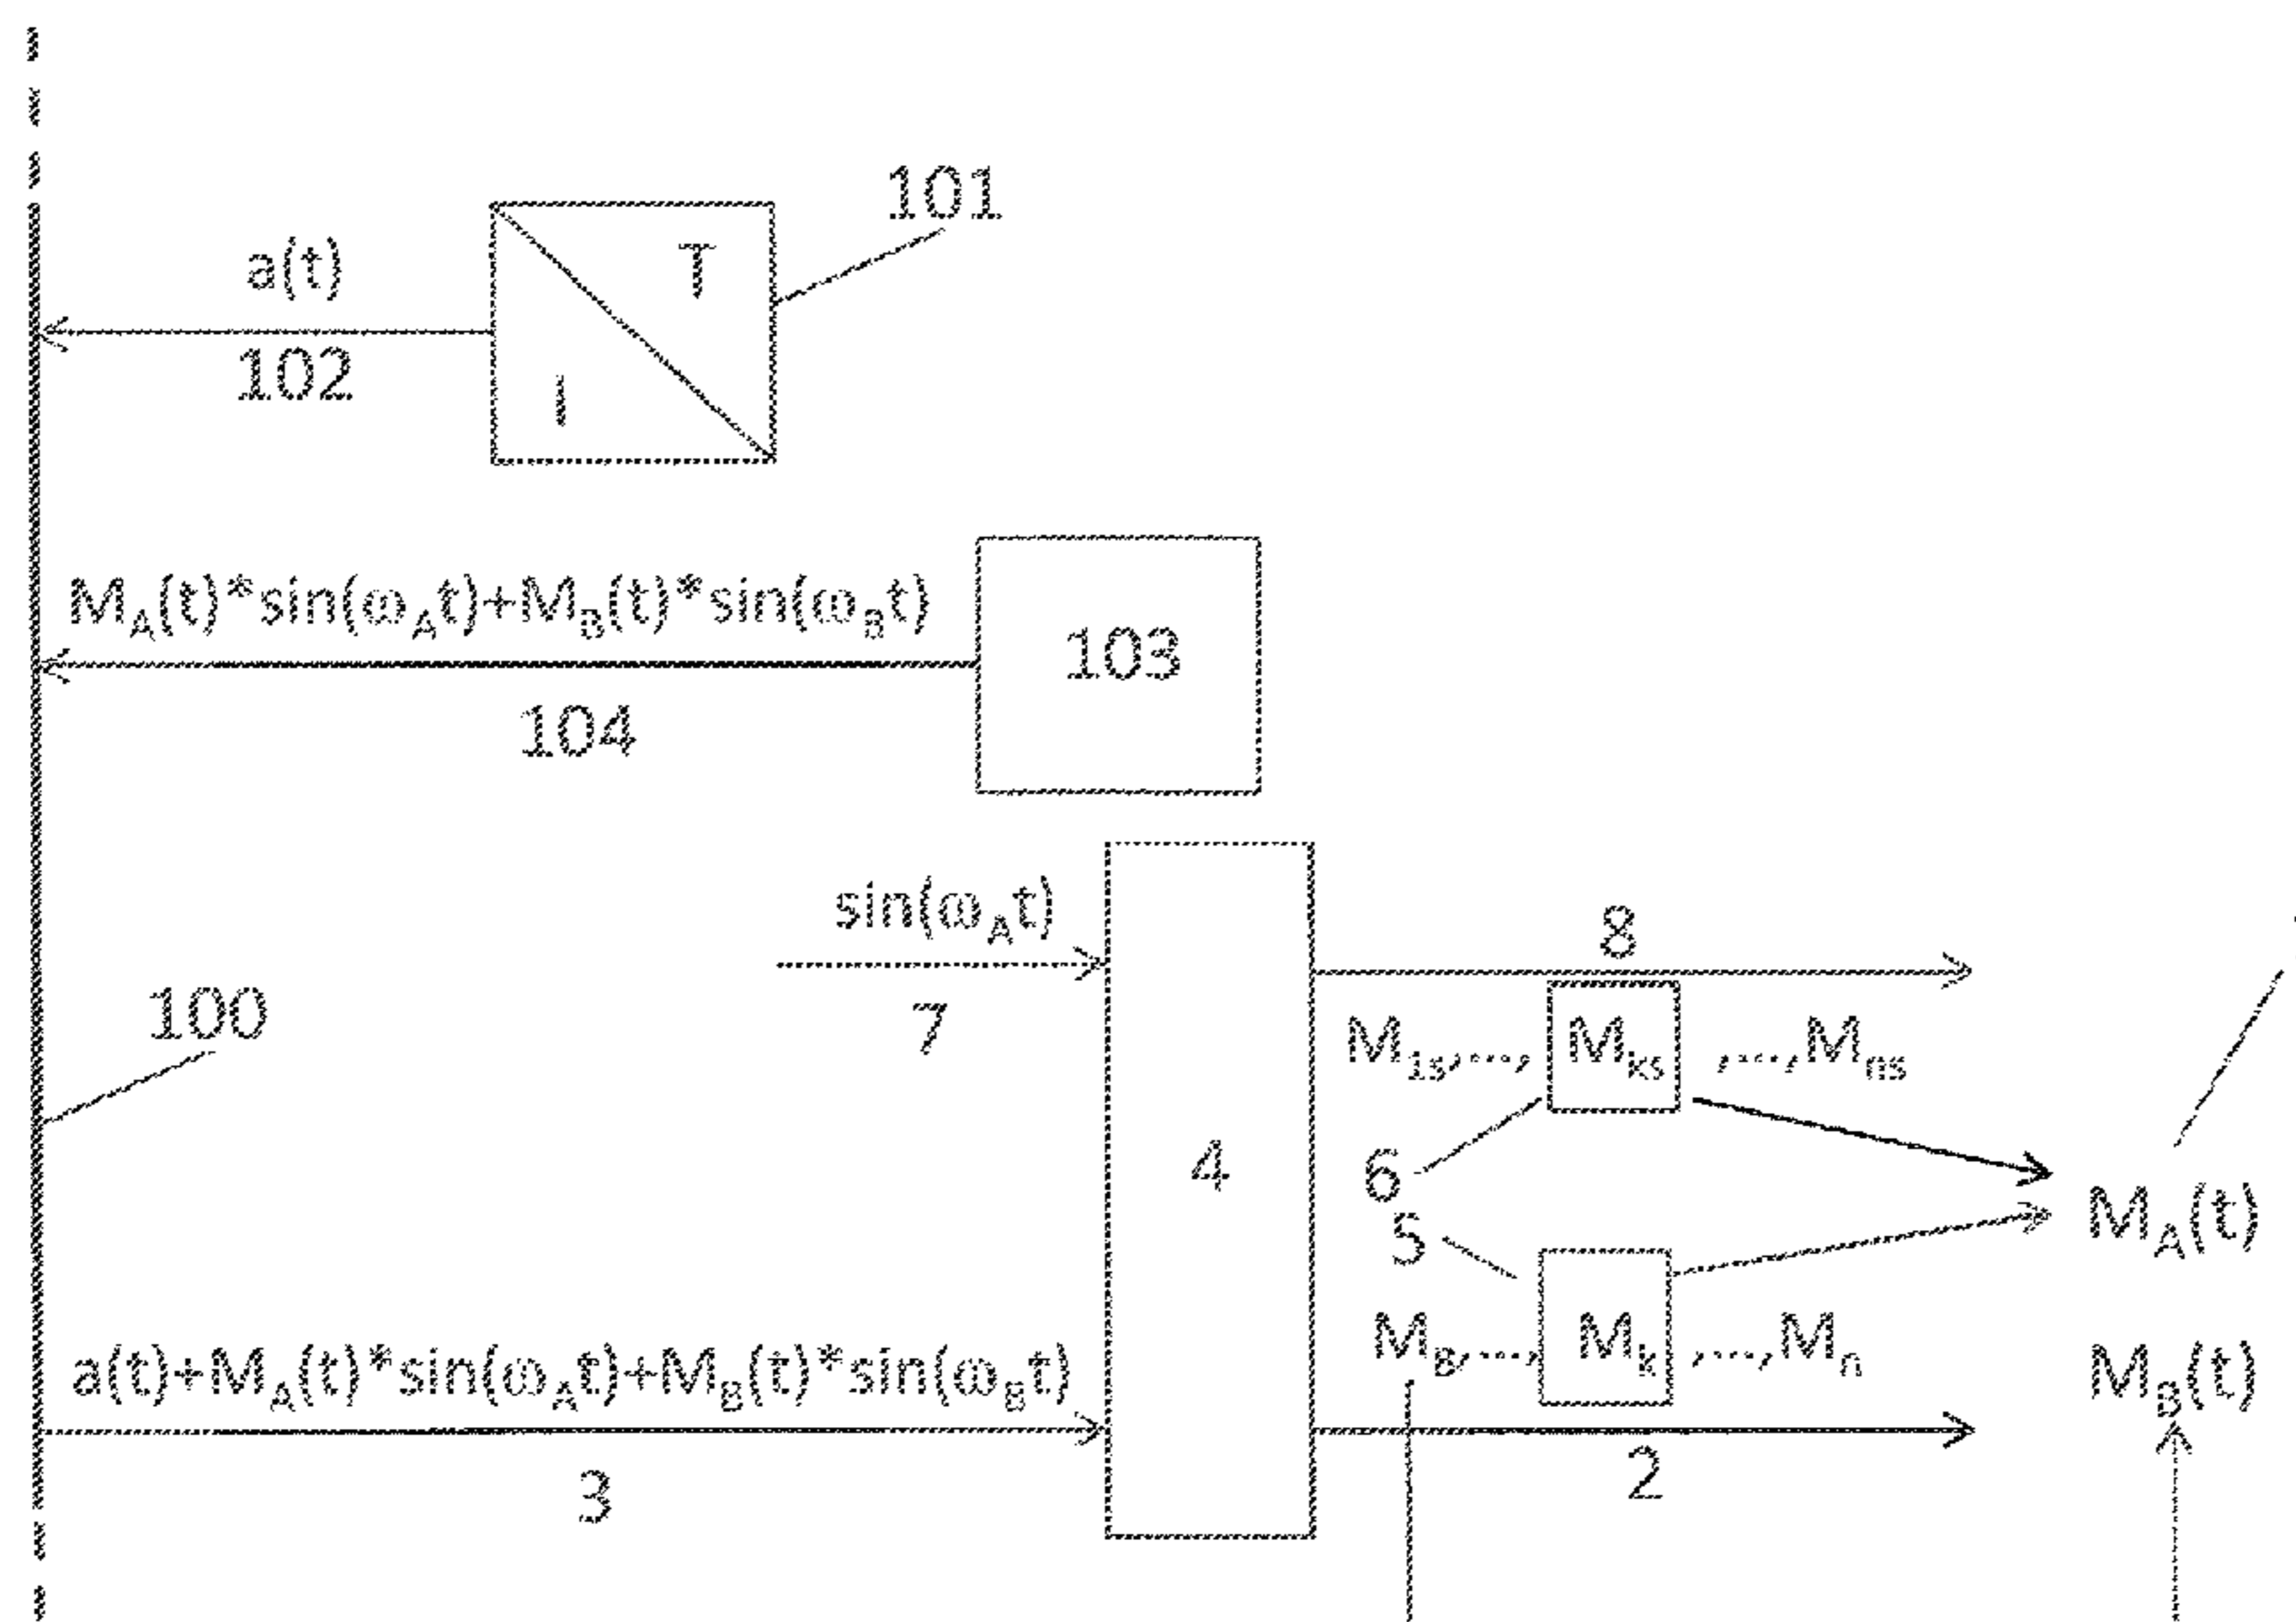 101
T
a(t)
102
I
M_A(t)*sin(ω_At)+M_B(t)*sin(ω_Bt)
103
104
sin(ω_At)
7
8
100
M_1s,...,
M_ks
,...,M_ns
4
6
5
M_A(t)
M_B,...,
M_k
,...,M_n
M_B(t)
a(t)+M_A(t)*sin(ω_At)+M_B(t)*sin(ω_Bt)
3
2